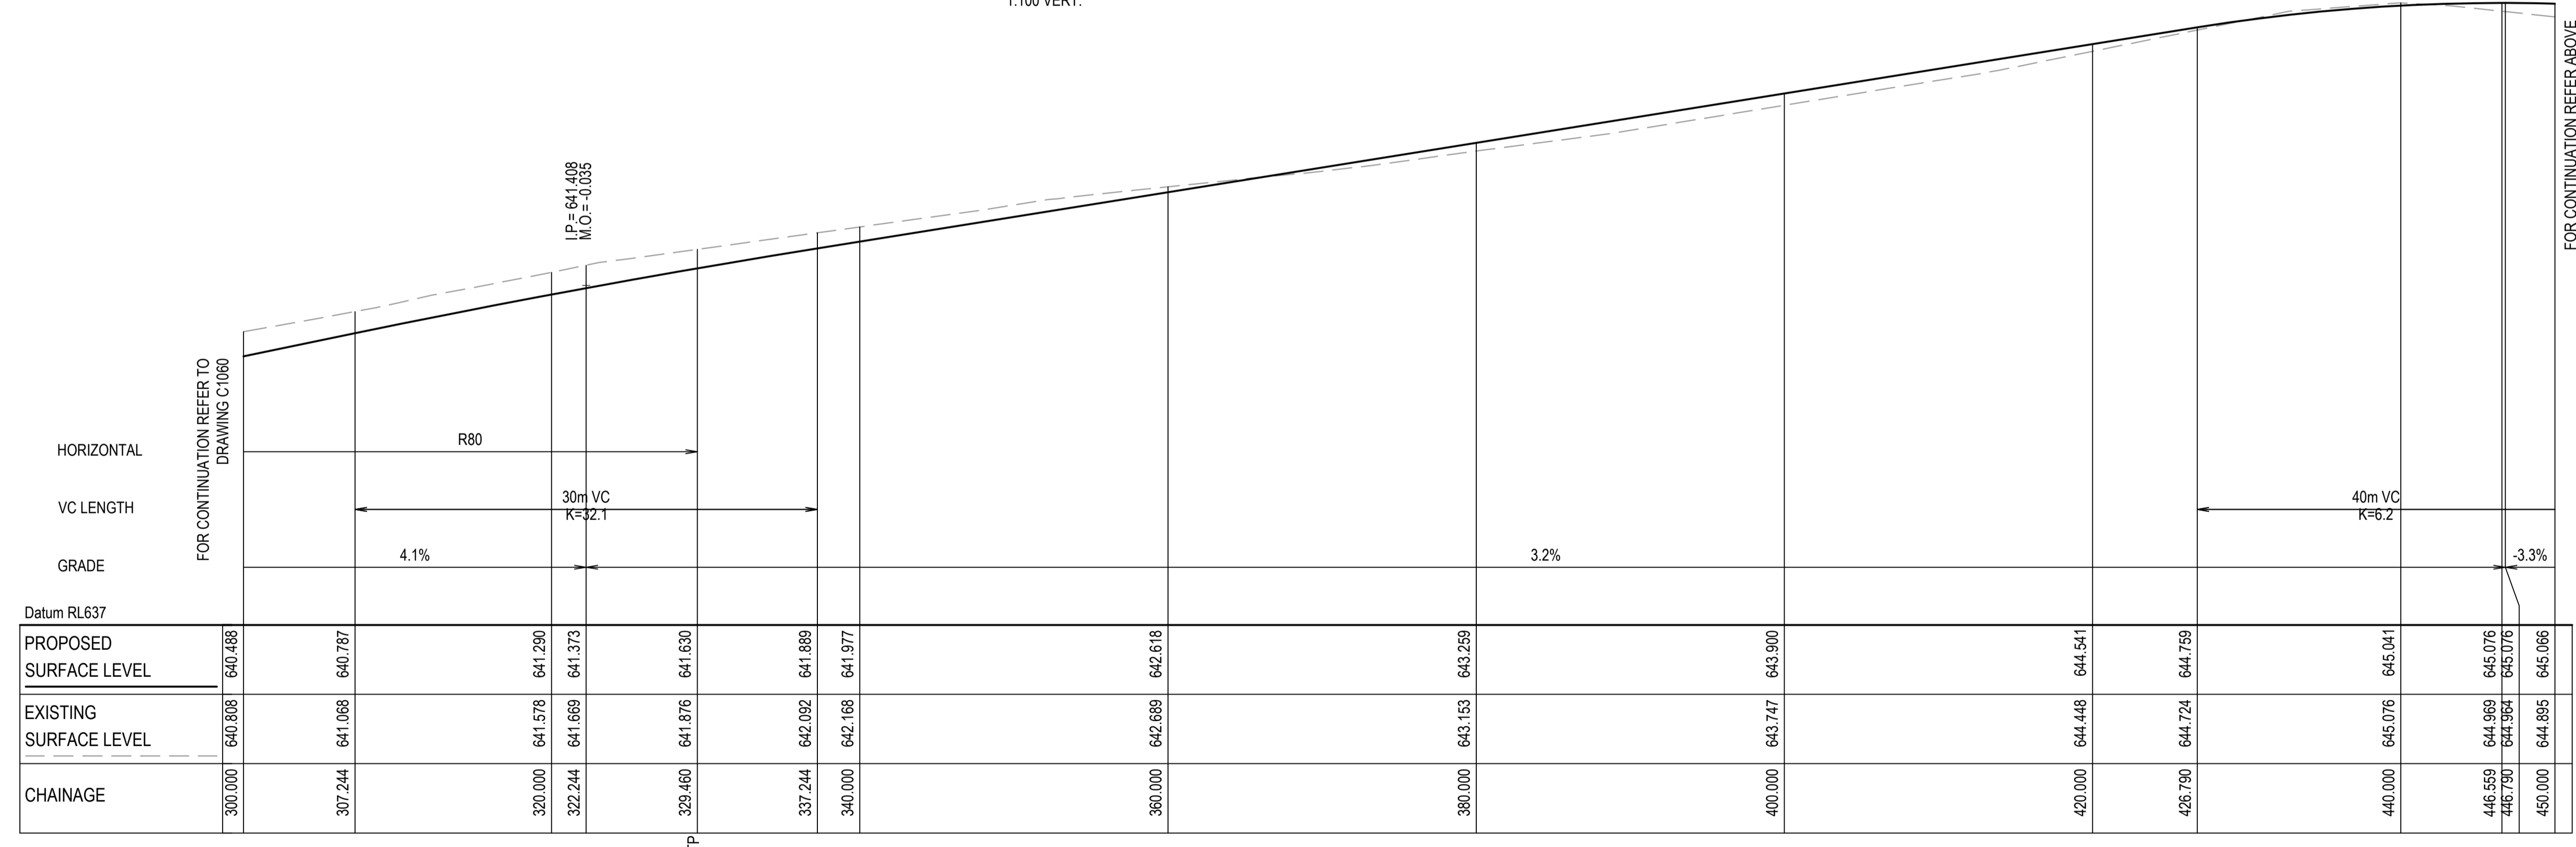 1:100 VERT.
FOR CONTINUATION REFER ABOVE
I.P.= 641.408
M.O.= -0.035
FOR CONTINUATION REFER TO
DRAWING C1060
HORIZONTAL
R80
VC LENGTH
30m VC
K=32.1
40m VC
K=6.2
GRADE
4.1%
3.2%
-3.3%
Datum RL637
PROPOSED
SURFACE LEVEL
640.488 640.787 641.290 641.373 641.630 641.889 641.977 642.618 643.259 643.900 644.541 644.759 645.041 645.076 645.076 645.066
EXISTING
SURFACE LEVEL
640.808 641.068 641.578 641.669 641.876 642.092 642.168 642.689 643.153 643.747 644.448 644.724 645.076 644.969 644.964 644.895
CHAINAGE
300.000 307.244 320.000 322.244 329.460 337.244 340.000 360.000 380.000 400.000 420.000 426.790 440.000 446.559 446.790 450.000